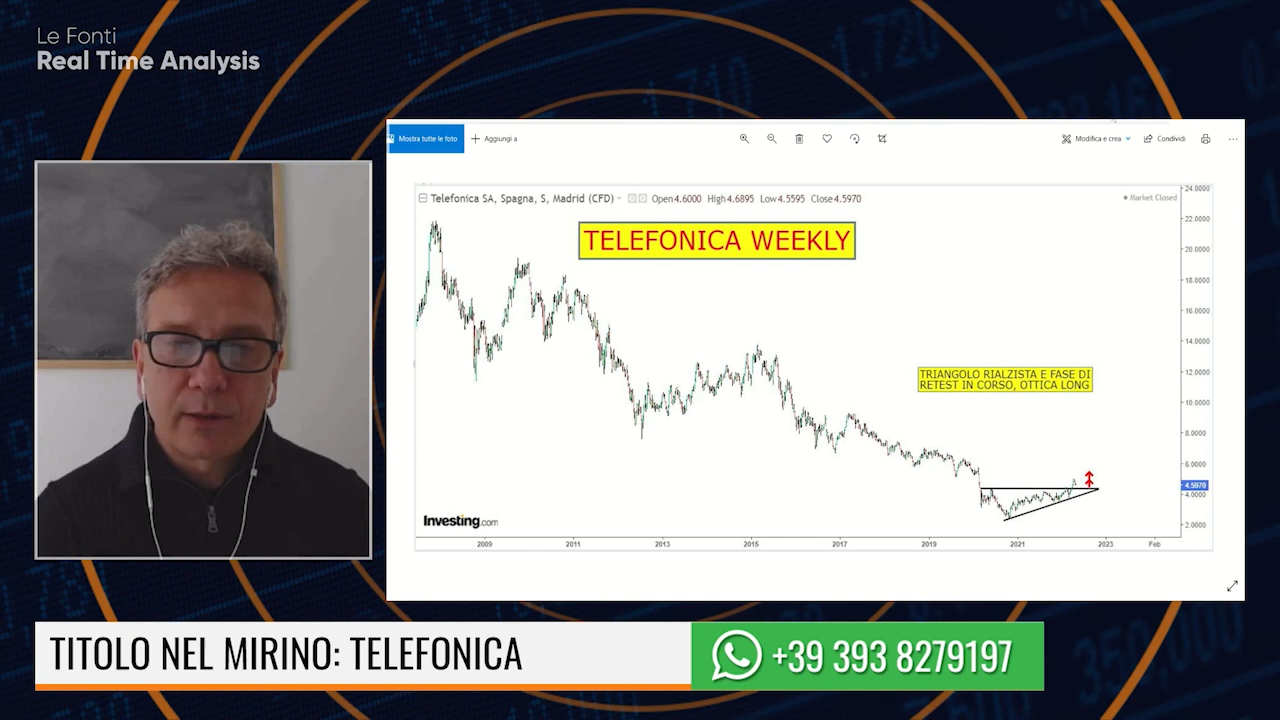 Le Fonti
Real Time Analysis
Mostra tutte le foto
Aggiungi a
Modifica e crea
Condividi
Telefonica SA, Spagna, S, Madrid (CFD) Open 4.6000 High 4.6895 Low 4.5595 Close 4.5970
Market Closed
TELEFONICA WEEKLY
TRIANGOLO RIALZISTA E FASE DI
RETEST IN CORSO, OTTICA LONG
24.0000
22.0000
20.0000
18.0000
16.0000
14.0000
12.0000
10.0000
8.0000
6.0000
4.5970
4.0000
2.0000
Investing.com
2009 2011 2013 2015 2017 2019 2021 2023 Feb
TITOLO NEL MIRINO: TELEFONICA
+39 393 8279197